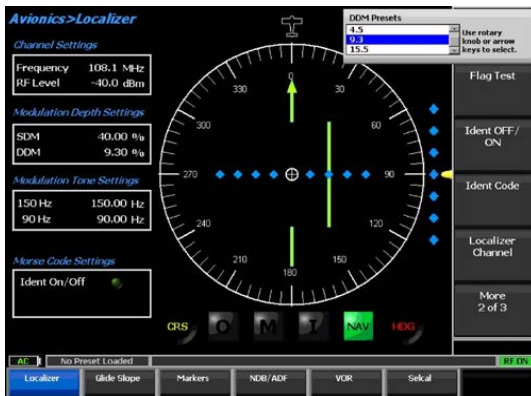 Avionics>Localizer
DDM Presets
4.5
9.3
15.5
Use rotary
knob or arrow
keys to select.
Channel Settings
Frequency 108.1 MHz
RF Level -40.0 dBm
Modulation Depth Settings
SDM 40.00 %
DDM 9.30 %
Modulation Tone Settings
150 Hz 150.00 Hz
90 Hz 90.00 Hz
Morse Code Settings
Ident On/Off
0
30
60
90
120
150
180
210
240
270
300
330
CRS O M I NAV HDG
Flag Test
Ident OFF/
ON
Ident Code
Localizer
Channel
More
2 of 3
AC No Preset Loaded RF ON
Localizer Glide Slope Markers NDB/ADF VOR Selcal